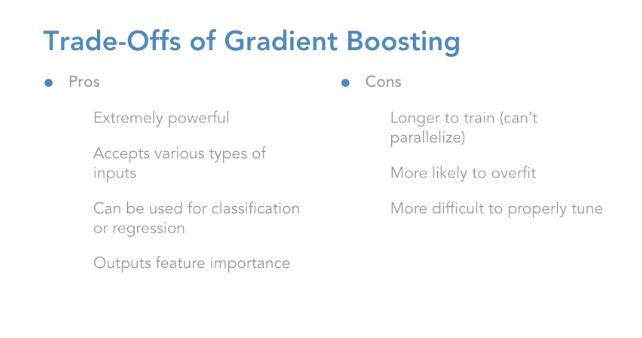 Trade-Offs of Gradient Boosting
● Pros
Extremely powerful
Accepts various types of
inputs
Can be used for classification
or regression
Outputs feature importance
● Cons
Longer to train (can't
parallelize)
More likely to overfit
More difficult to properly tune